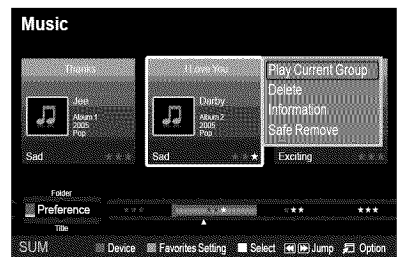 Music
Thanks
I Love You
Play Current Group
Delete
Information
Safe Remove
Jee
Album 1
2005
Pop
Darby
Album 2
2005
Pop
Sad
Sad
Exciting
Folder
Preference
Title
SUM Device Favorites Setting Select Jump Option